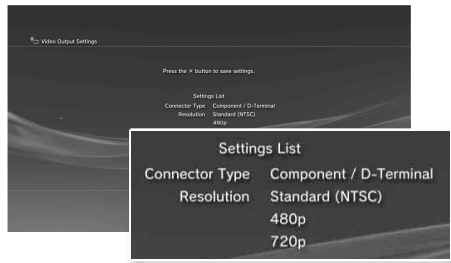 Video Output Settings
Press the × button to save settings.
Settings List
Connector Type Component / D-Terminal
Resolution Standard (NTSC)
480p
Settings List
Connector Type Component / D-Terminal
Resolution Standard (NTSC)
480p
720p